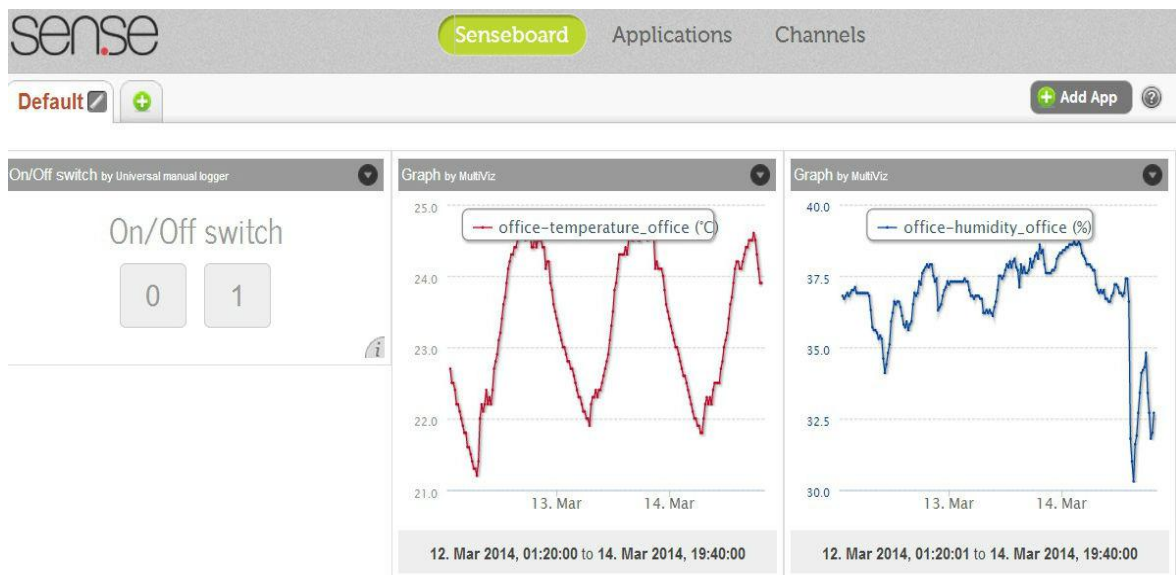 sen.se
Senseboard Applications Channels
Default
Add App
On/Off switch by Universal manual logger
On/Off switch
0 1
i
Graph by MultiViz
25.0
office-temperature_office (°C)
24.0
23.0
22.0
21.0
13. Mar 14. Mar
12. Mar 2014, 01:20:00 to 14. Mar 2014, 19:40:00
Graph by MultiViz
40.0
office-humidity_office (%)
37.5
35.0
32.5
30.0
13. Mar 14. Mar
12. Mar 2014, 01:20:01 to 14. Mar 2014, 19:40:00